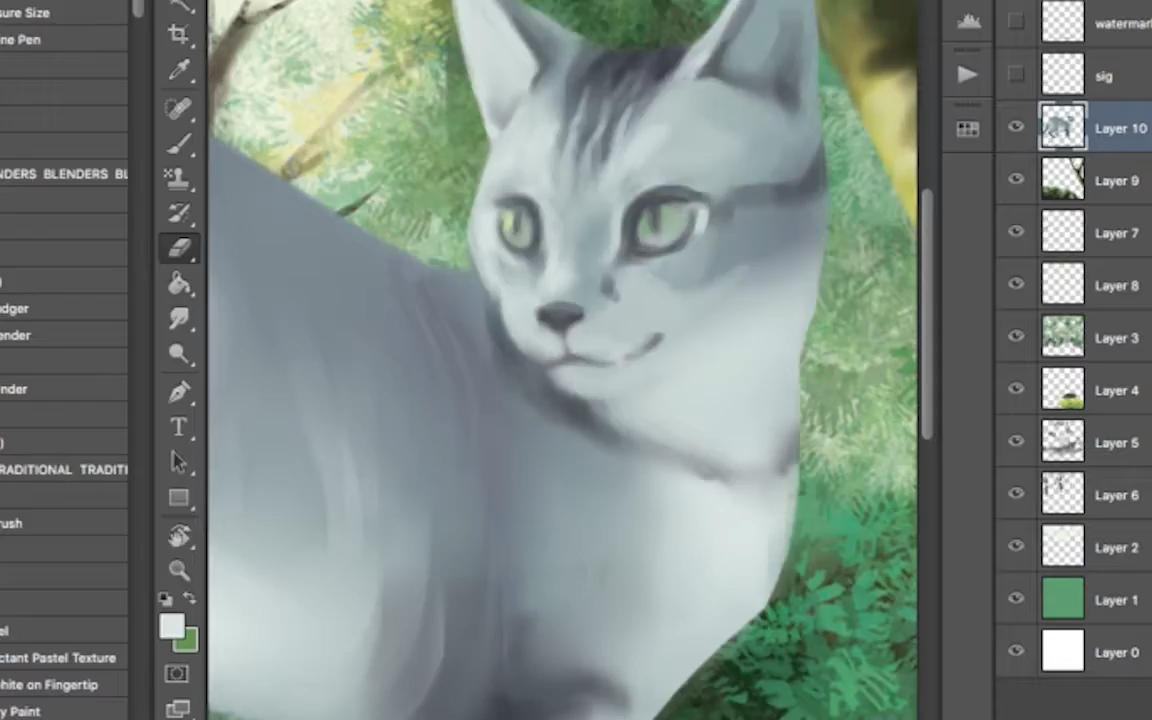 sure Size
ne Pen
NDERS BLENDERS BL
)
udger
ender
nder
)
RADITIONAL TRADITI
rush
el
ctant Pastel Texture
hite on Fingertip
y Paint
T
watermar
sig
Layer 10
Layer 9
Layer 7
Layer 8
Layer 3
Layer 4
Layer 5
Layer 6
Layer 2
Layer 1
Layer 0